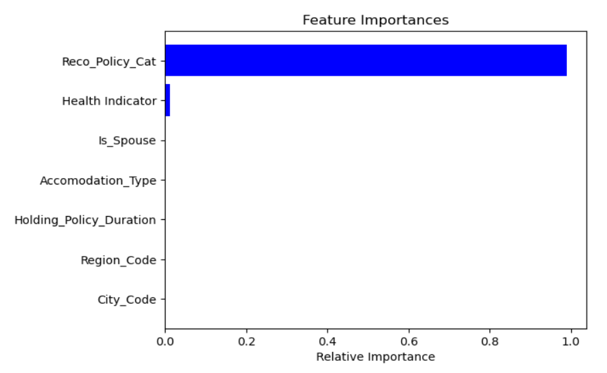 Feature Importances
Reco_Policy_Cat
Health Indicator
Is_Spouse
Accomodation_Type
Holding_Policy_Duration
Region_Code
City_Code
0.0 0.2 0.4 0.6 0.8 1.0
Relative Importance